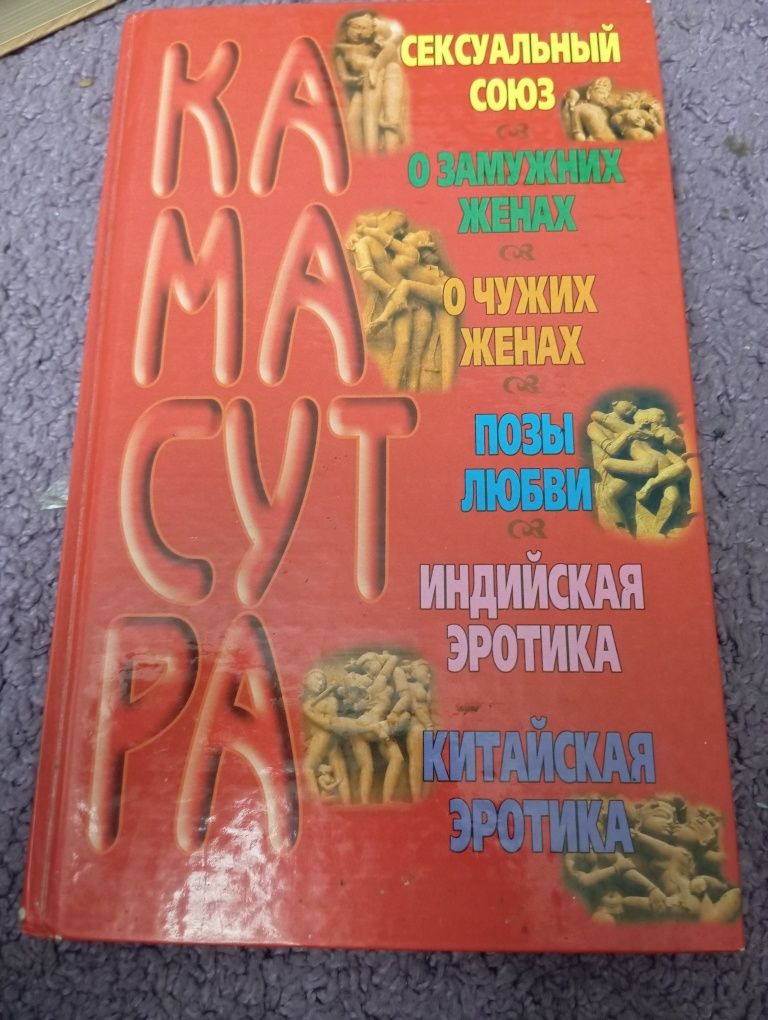 КА
МА
СУТ
РА
СЕКСУАЛЬНЫЙ
СОЮЗ
О ЗАМУЖНИХ
ЖЕНАХ
О ЧУЖИХ
ЖЕНАХ
ПОЗЫ
ЛЮБВИ
ИНДИЙСКАЯ
ЭРОТИКА
КИТАЙСКАЯ
ЭРОТИКА